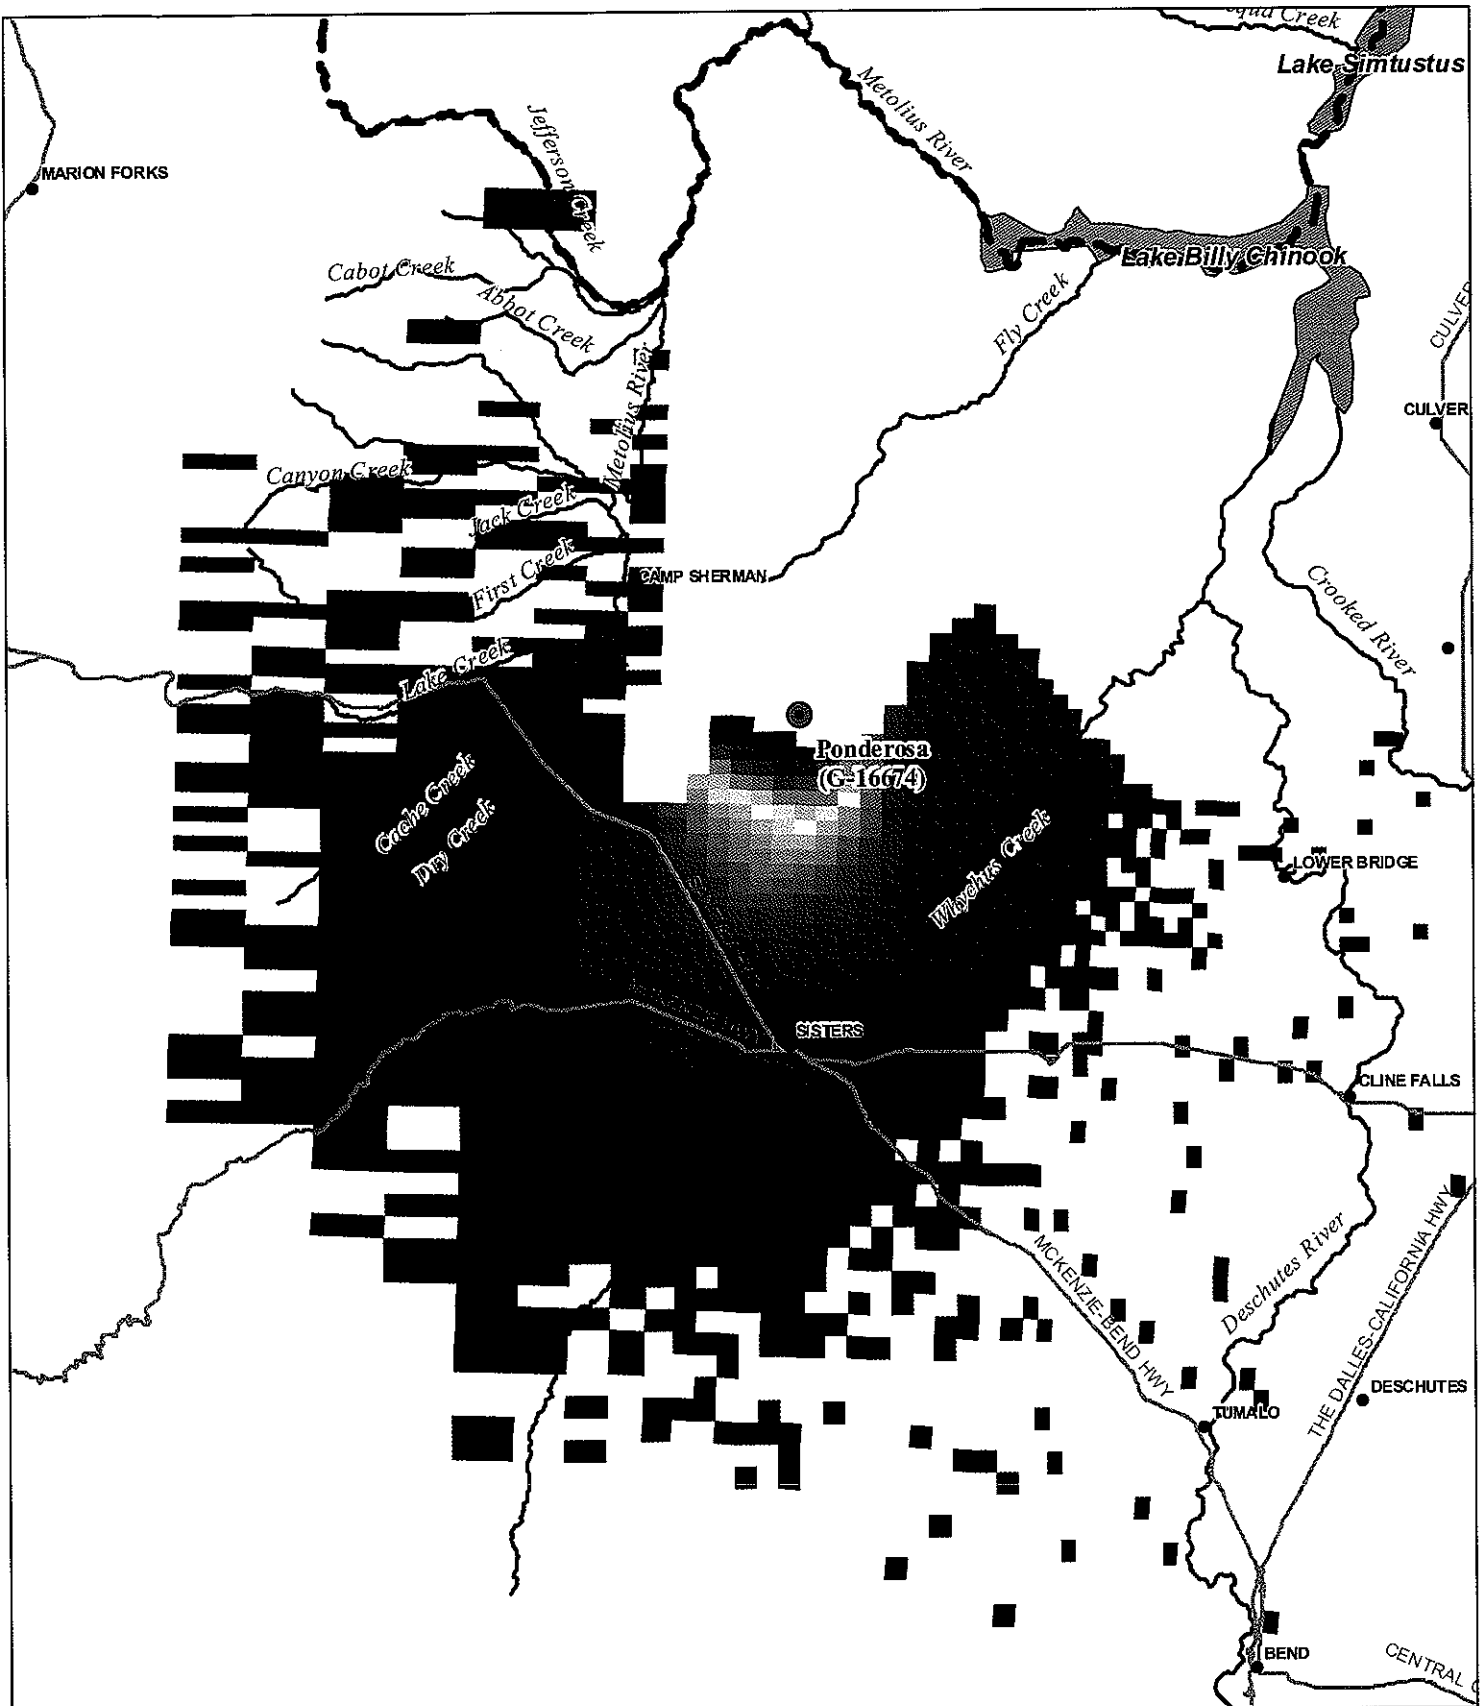 Lake Simtustus
Metolius River
Jefferson Creek
MARION FORKS
Cabot Creek
Lake Billy Chinook
Abbot Creek
Fly Creek
Metolius River
CULVER
Canyon Creek
Jack Creek
First Creek
CAMP SHERMAN
Crooked River
Lake Creek
Ponderosa
(G-16674)
Cache Creek
Dry Creek
Whychus Creek
LOWER BRIDGE
SISTERS
CLINE FALLS
MCKENZIE-BEND HWY
Deschutes River
THE DALLES-CALIFORNIA HWY
DESCHUTES
TUMALO
BEND
CENTRAL